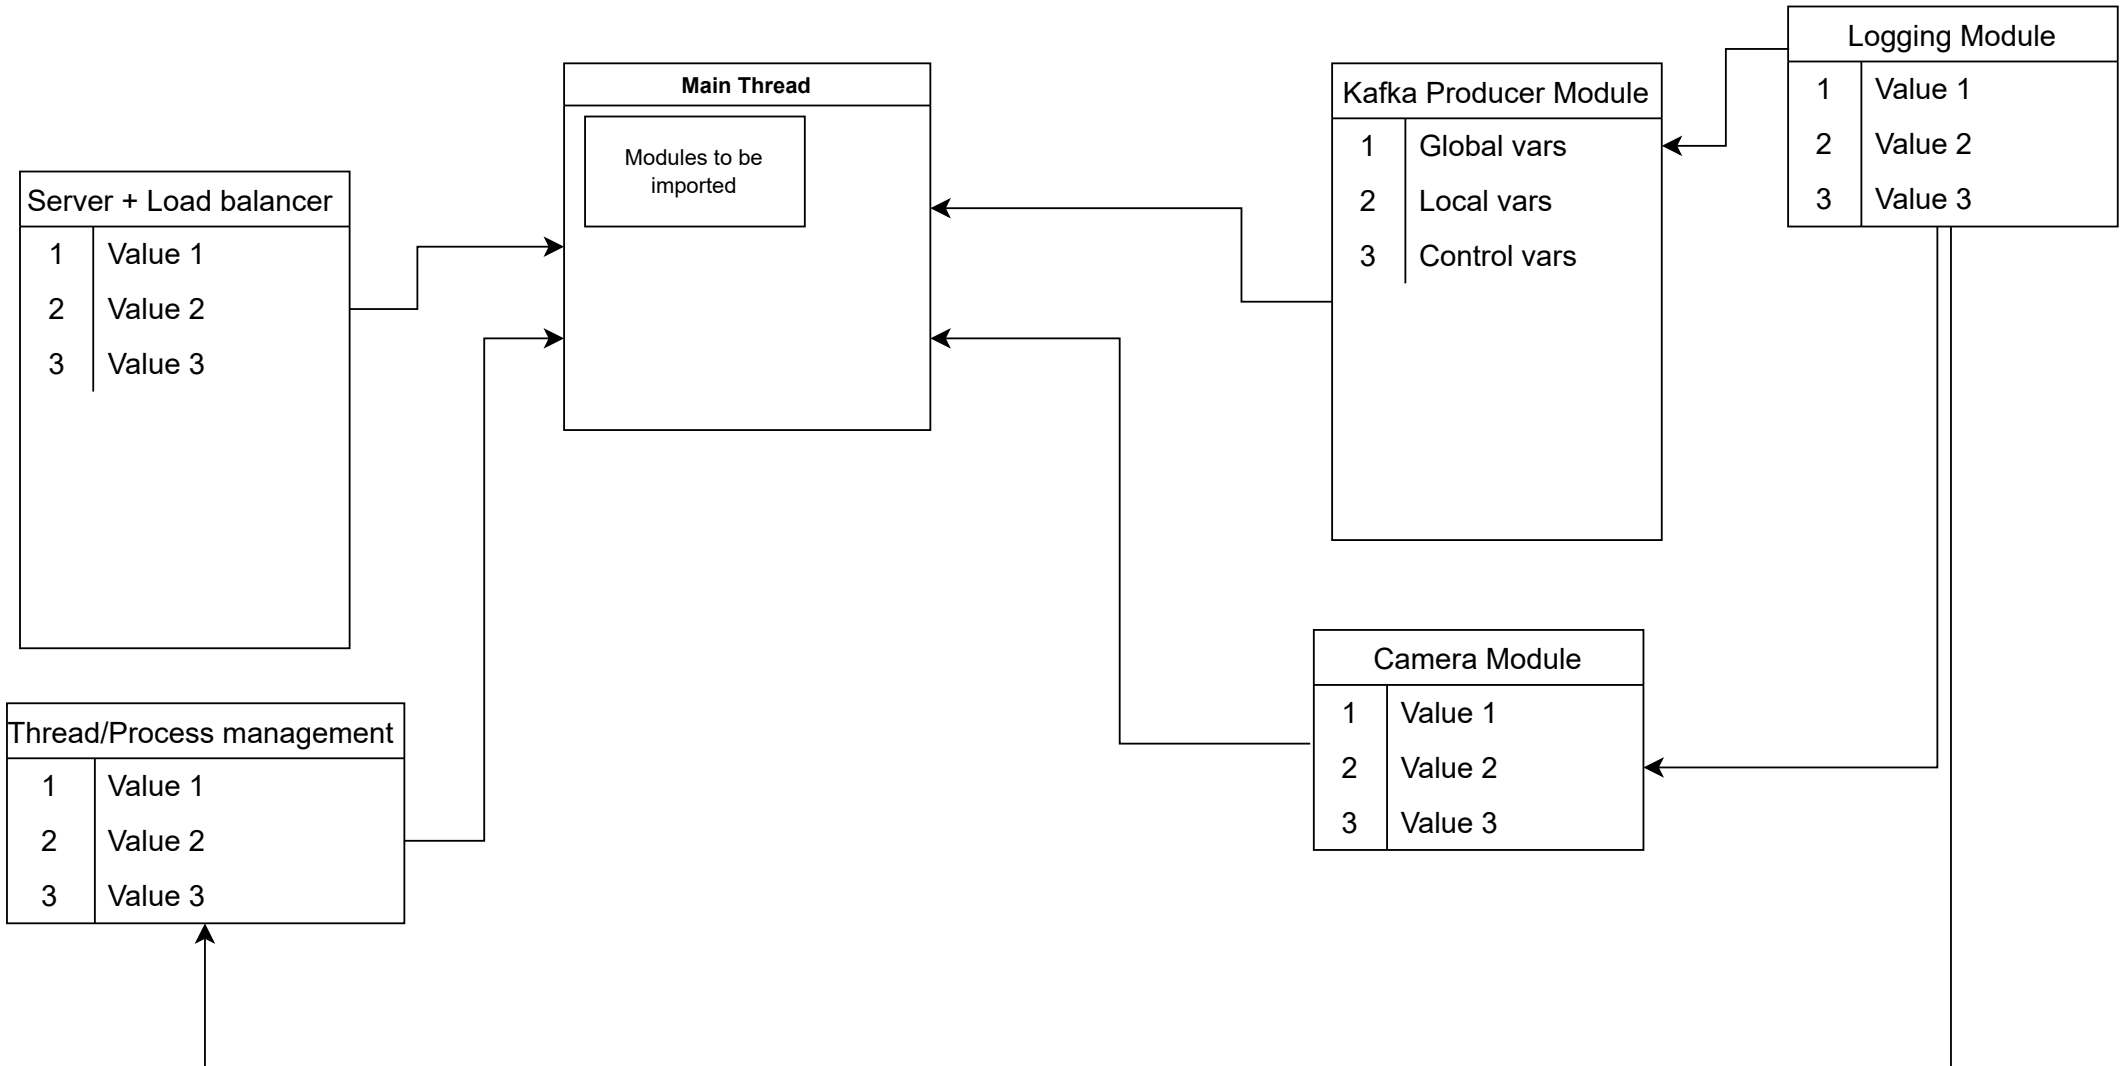 Logging Module
1 Value 1
2 Value 2
3 Value 3
Main Thread
Modules to be
imported
Kafka Producer Module
1 Global vars
2 Local vars
3 Control vars
Server + Load balancer
1 Value 1
2 Value 2
3 Value 3
Camera Module
1 Value 1
2 Value 2
3 Value 3
Thread/Process management
1 Value 1
2 Value 2
3 Value 3